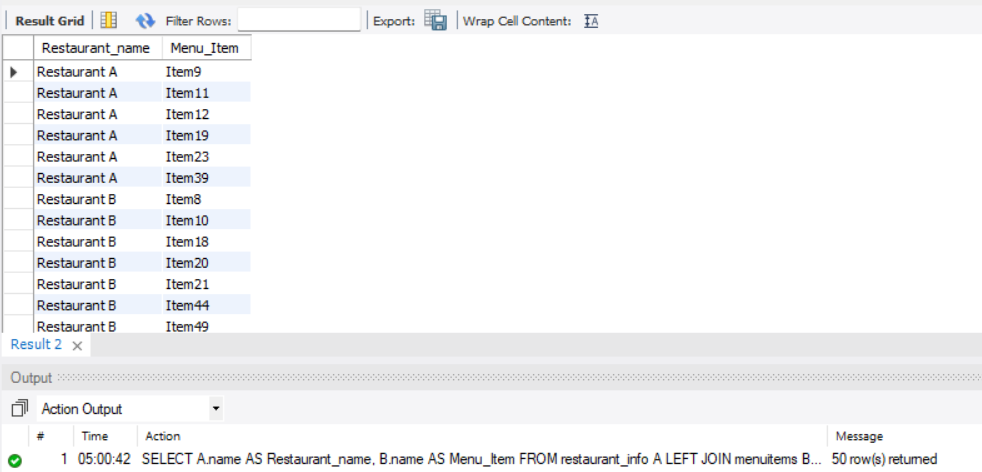 Result Grid Filter Rows: Export: Wrap Cell Content: IA
Restaurant_name Menu_Item
Restaurant A Item9
Restaurant A Item11
Restaurant A Item12
Restaurant A Item19
Restaurant A Item23
Restaurant A Item39
Restaurant B Item8
Restaurant B Item10
Restaurant B Item18
Restaurant B Item20
Restaurant B Item21
Restaurant B Item44
Restaurant B Item49
Result 2 ×
Output
Action Output
# Time Action Message
1 05:00:42 SELECT A.name AS Restaurant_name, B.name AS Menu_Item FROM restaurant_info A LEFT JOIN menuitems B... 50 row(s) returned